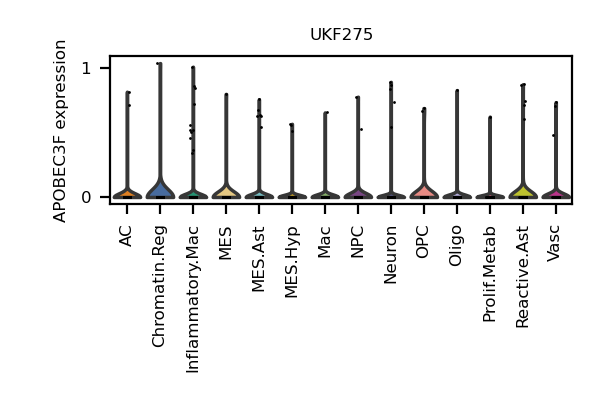 UKF275
APOBEC3F expression
1
0
AC
Chromatin.Reg
Inflammatory.Mac
MES
MES.Ast
MES.Hyp
Mac
NPC
Neuron
OPC
Oligo
Prolif.Metab
Reactive.Ast
Vasc